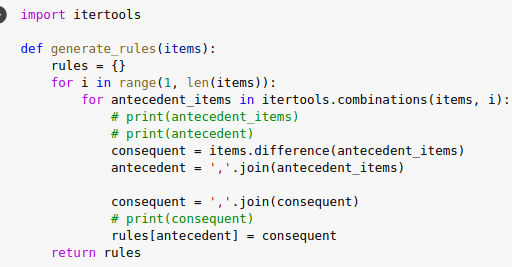 import itertools

def generate_rules(items):
    rules = {}
    for i in range(1, len(items)):
        for antecedent_items in itertools.combinations(items, i):
            # print(antecedent_items)
            # print(antecedent)
            consequent = items.difference(antecedent_items)
            antecedent = ','.join(antecedent_items)

            consequent = ','.join(consequent)
            # print(consequent)
            rules[antecedent] = consequent
    return rules